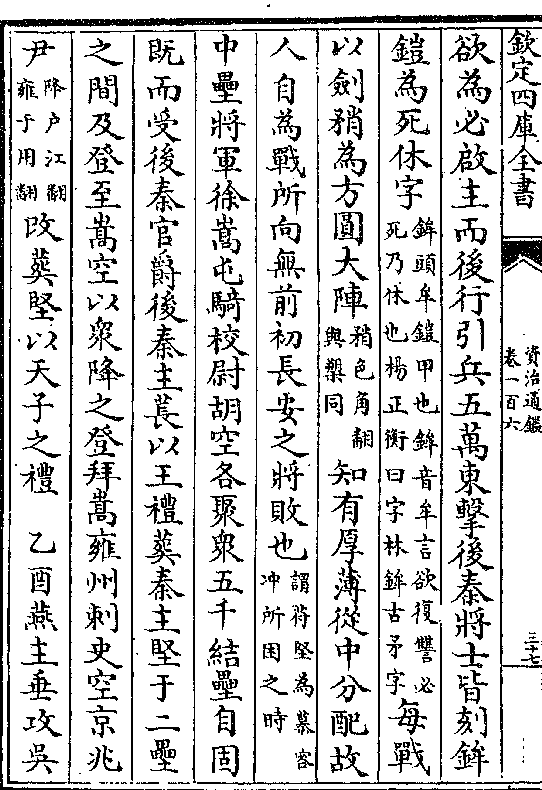 欽定四庫全書
資治通鑑
卷一百六
三十七
欲為必啟主而後行引兵五萬東擊後秦將士皆刻鉾
鎧為死休字鉾頭牟鎧甲也鉾音牟言欲復讐必死乃休也楊正衡曰字林鉾古矛字每戰
以劍矟為方圓大陣矟色角翻與槊同知有厚薄從中分配故
人自為戰所向無前初長安之將敗也謂苻堅為慕容沖所困之時
中壘將軍徐嵩屯騎校尉胡空各聚衆五千結壘自固
既而受後秦官爵後秦主萇以王禮葬秦主堅于二壘
之間及登至嵩空以衆降之登拜嵩雍州刺史空京兆
尹降户江翻雍于用翻改葬堅以天子之禮 乙酉燕主垂攻吳